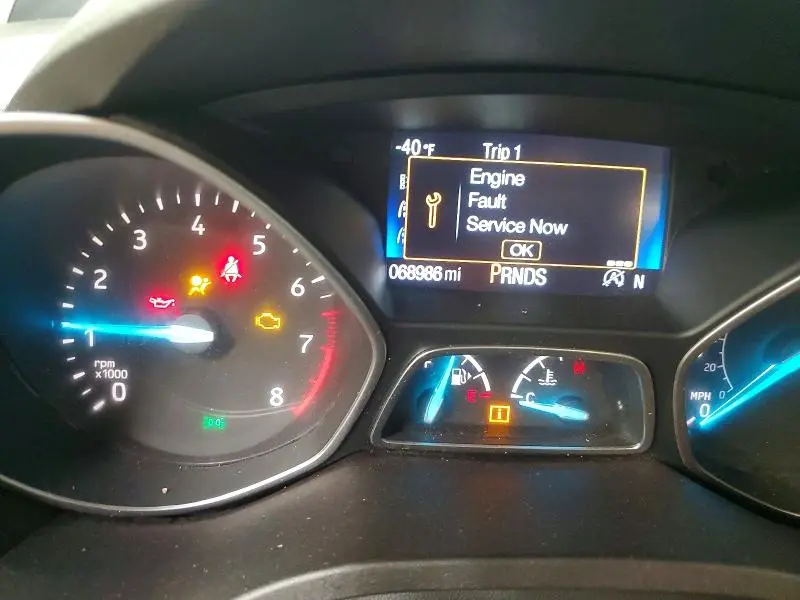 -40°F Trip 1
Engine
Fault
Service Now
OK
068986 mi PRNDS N
0 1 2 3 4 5 6 7 8
rpm
x1000
F E
C H
20
0
MPH 0